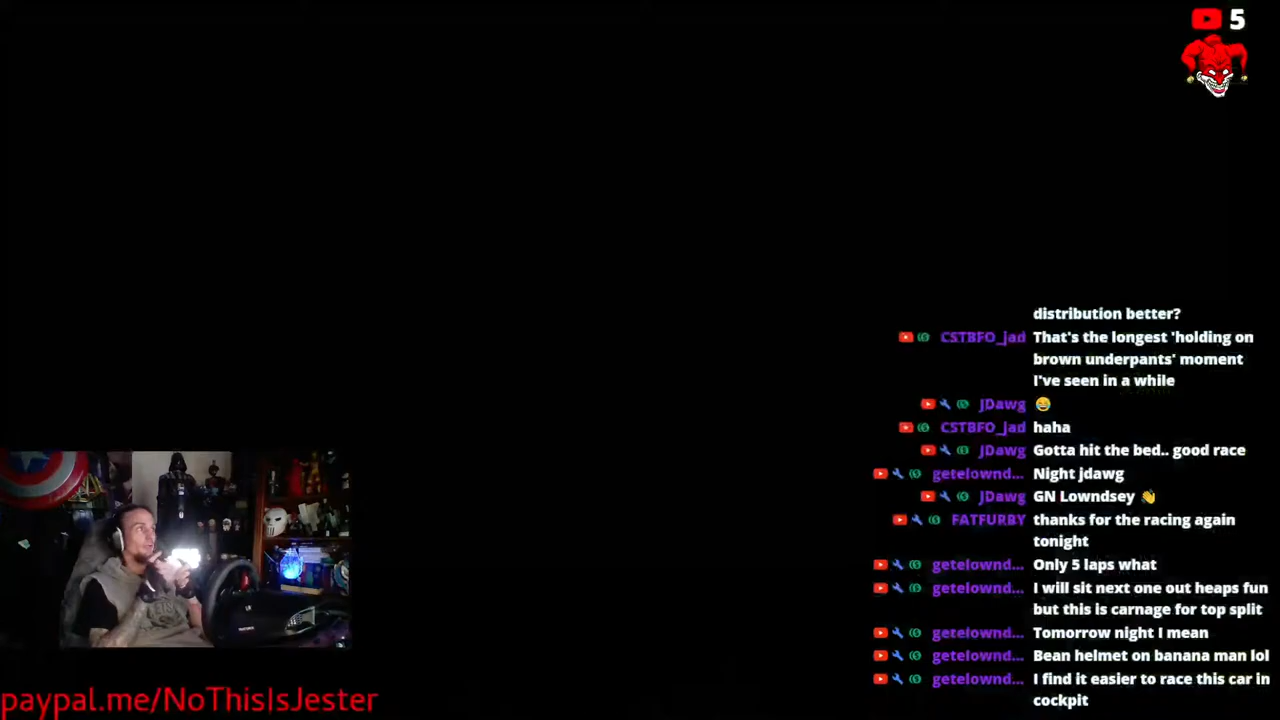 5
distribution better?
CSTBFO_jad That's the longest 'holding on
brown underpants' moment
I've seen in a while
JDawg 😂
CSTBFO_jad haha
JDawg Gotta hit the bed.. good race
getelownd... Night jdawg
JDawg GN Lowndsey 👋
FATFURBY thanks for the racing again
tonight
getelownd... Only 5 laps what
getelownd... I will sit next one out heaps fun
but this is carnage for top split
getelownd... Tomorrow night I mean
getelownd... Bean helmet on banana man lol
getelownd... I find it easier to race this car in
cockpit
paypal.me/NoThisIsJester